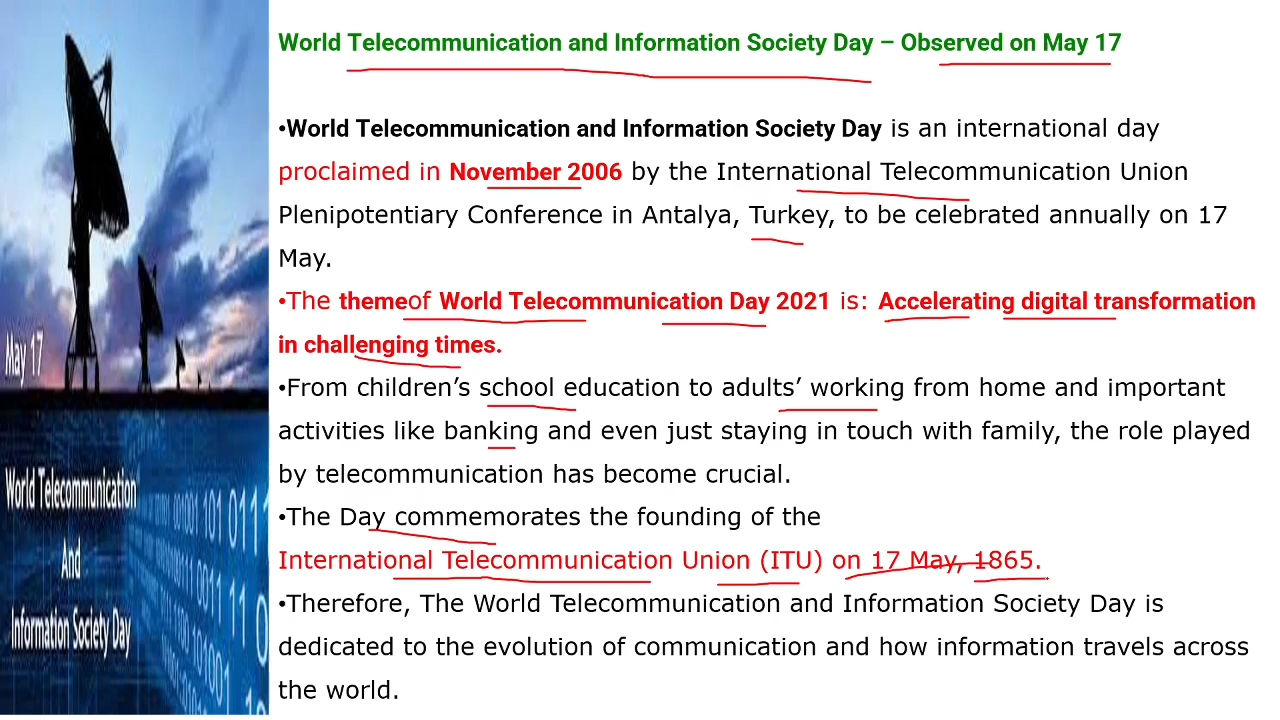 World Telecommunication and Information Society Day – Observed on May 17
•World Telecommunication and Information Society Day is an international day
proclaimed in November 2006 by the International Telecommunication Union
Plenipotentiary Conference in Antalya, Turkey, to be celebrated annually on 17
May.
•The themeof World Telecommunication Day 2021 is: Accelerating digital transformation
in challenging times.
•From children’s school education to adults’ working from home and important
activities like banking and even just staying in touch with family, the role played
by telecommunication has become crucial.
•The Day commemorates the founding of the
International Telecommunication Union (ITU) on 17 May, 1865.
•Therefore, The World Telecommunication and Information Society Day is
dedicated to the evolution of communication and how information travels across
the world.
May 17
World Telecommunication
And
Information Society Day